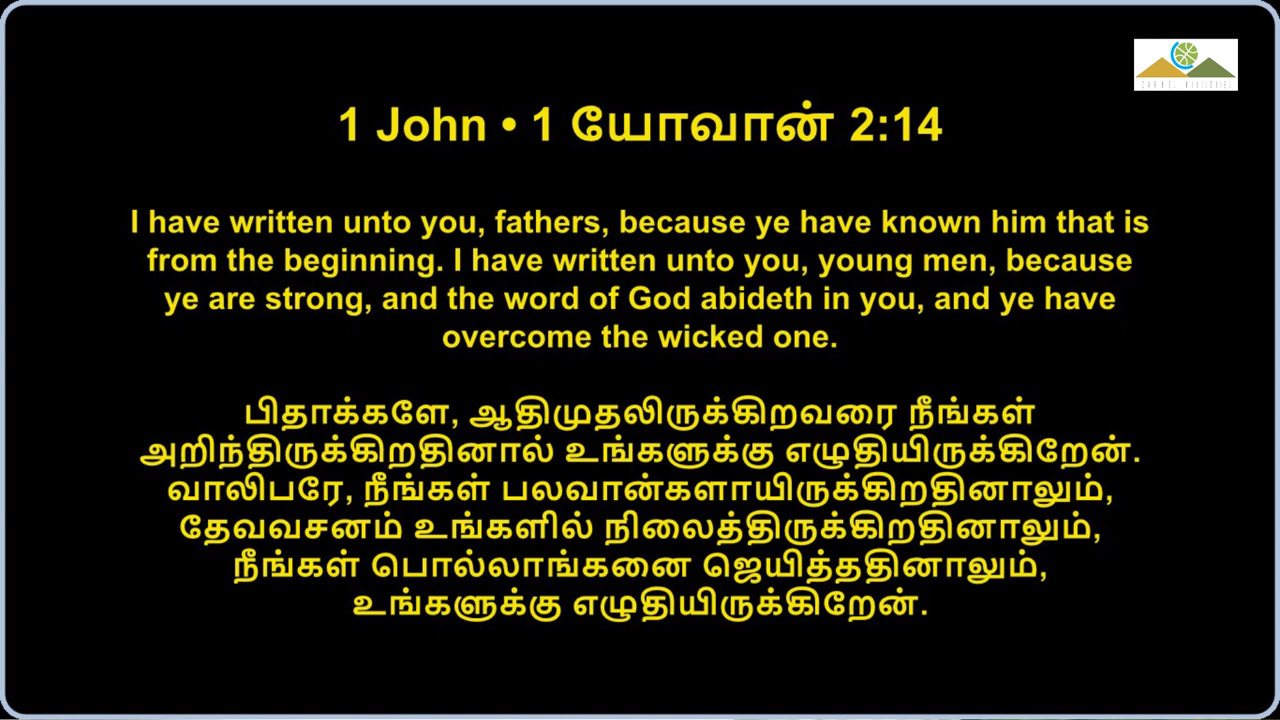 1 John • 1 யோவான் 2:14
I have written unto you, fathers, because ye have known him that is
from the beginning. I have written unto you, young men, because
ye are strong, and the word of God abideth in you, and ye have
overcome the wicked one.
பிதாக்களே, ஆதிமுதலிருக்கிறவரை நீங்கள்
அறிந்திருக்கிறதினால் உங்களுக்கு எழுதியிருக்கிறேன்.
வாலிபரே, நீங்கள் பலவான்களாயிருக்கிறதினாலும்,
தேவவசனம் உங்களில் நிலைத்திருக்கிறதினாலும்,
நீங்கள் பொல்லாங்கனை ஜெயித்ததினாலும்,
உங்களுக்கு எழுதியிருக்கிறேன்.